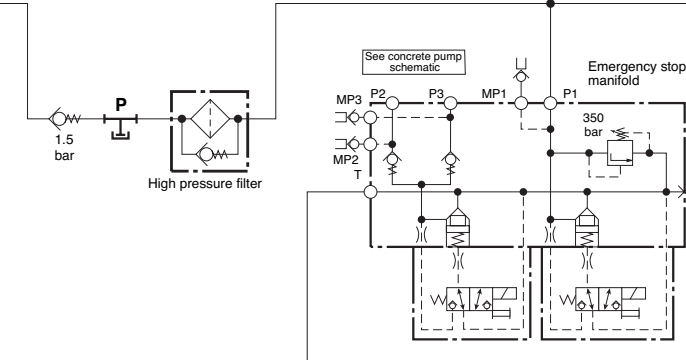 See concrete pump
schematic
Emergency stop
manifold
P2
P3
MP1
P1
MP3
350
bar
P
1.5
bar
MP2
T
High pressure filter